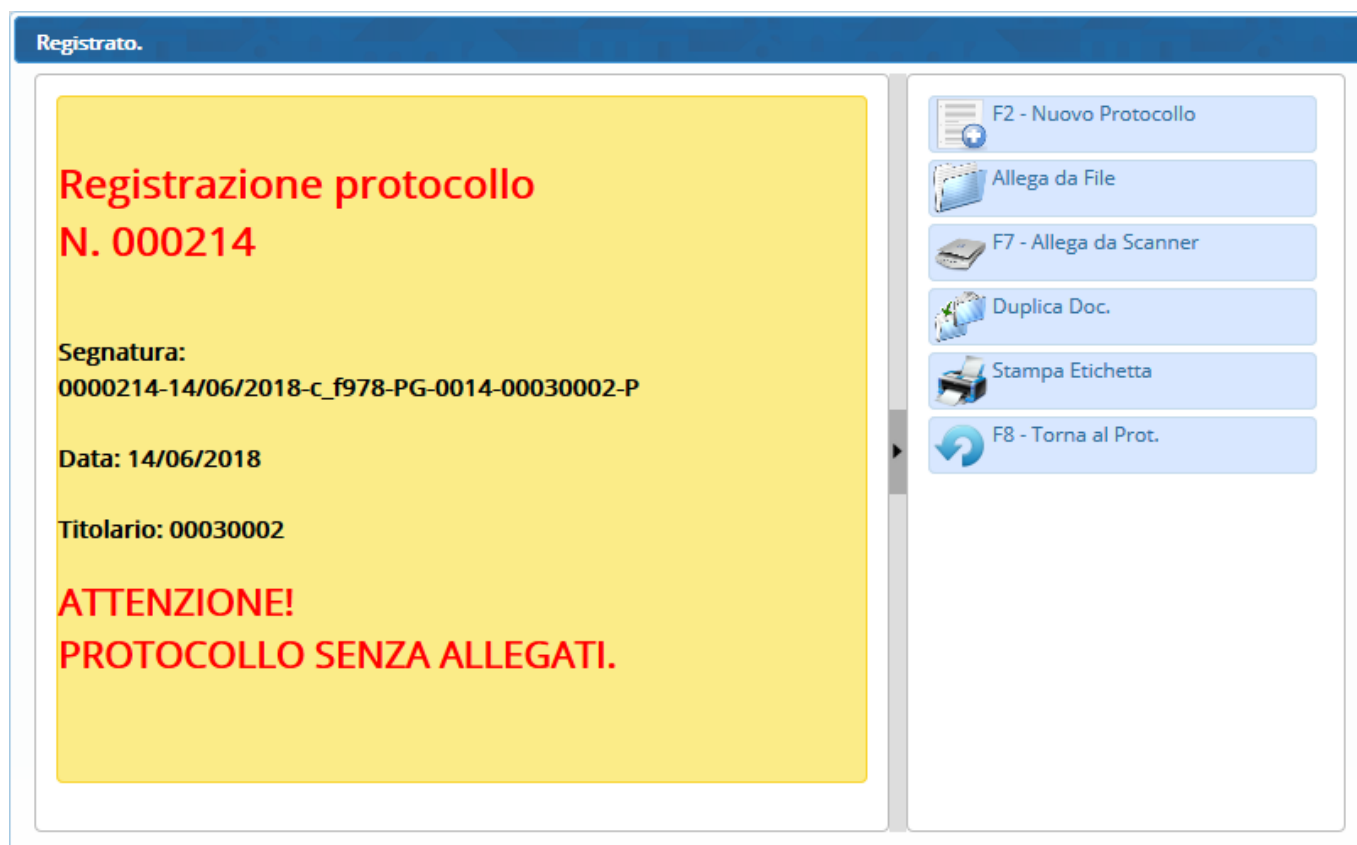 Registrato.
Registrazione protocollo
N. 000214
Segnatura:
0000214-14/06/2018-c_f978-PG-0014-00030002-P
Data: 14/06/2018
Titolario: 00030002
ATTENZIONE!
PROTOCOLLO SENZA ALLEGATI.
F2 - Nuovo Protocollo
Allega da File
F7 - Allega da Scanner
Duplica Doc.
Stampa Etichetta
F8 - Torna al Prot.